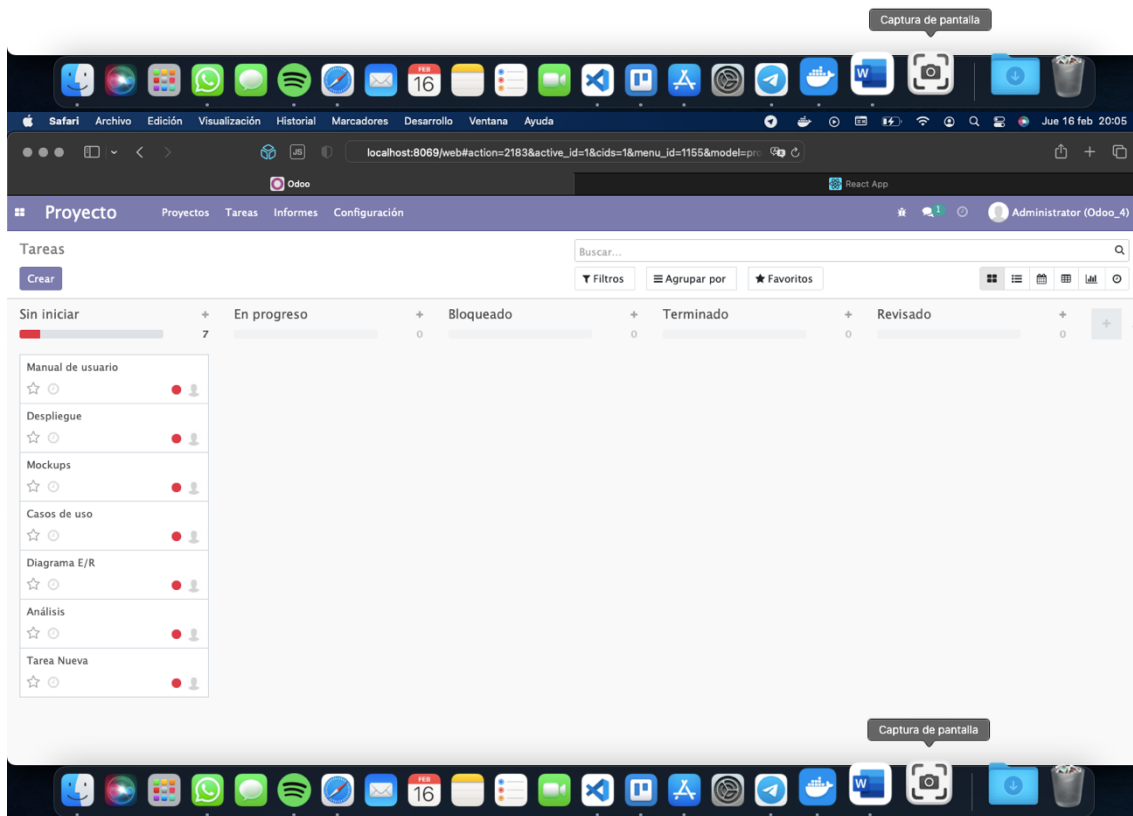 Captura de pantalla
FEB
16
W
Safari Archivo Edición Visualización Historial Marcadores Desarrollo Ventana Ayuda
Jue 16 feb 20:05
JS
localhost:8069/web#action=2183&active_id=1&cids=1&menu_id=1155&model=pro
Odoo
React App
Proyecto Proyectos Tareas Informes Configuración
1
Administrator (Odoo_4)
Tareas
Buscar...
Crear
Filtros Agrupar por Favoritos
Sin iniciar + En progreso + Bloqueado + Terminado + Revisado + +
7 0 0 0 0
Manual de usuario
Despliegue
Mockups
Casos de uso
Diagrama E/R
Análisis
Tarea Nueva
Captura de pantalla
FEB
16
W